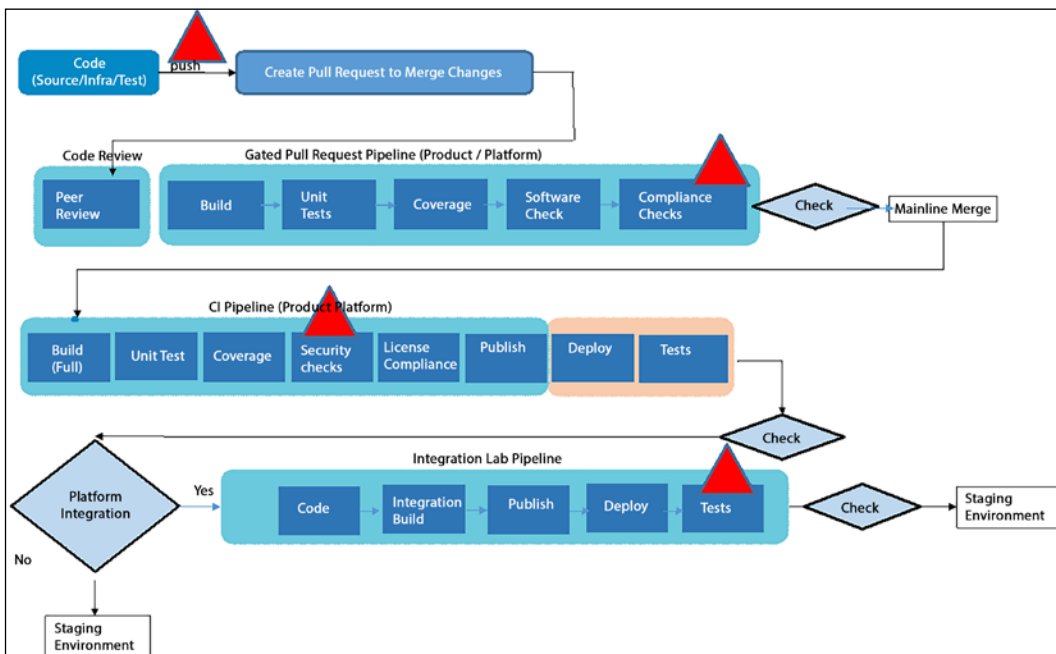 Code
(Source/Infra/Test)
push
Create Pull Request to Merge Changes
Code Review
Gated Pull Request Pipeline (Product / Platform)
Peer
Review
Build
Unit
Tests
Coverage
Software
Check
Compliance
Checks
Check
Mainline Merge
CI Pipeline (Product Platform)
Build
(Full)
Unit Test
Coverage
Security
checks
License
Compliance
Publish
Deploy
Tests
Check
Platform
Integration
Yes
No
Integration Lab Pipeline
Code
Integration
Build
Publish
Deploy
Tests
Check
Staging
Environment
Staging
Environment